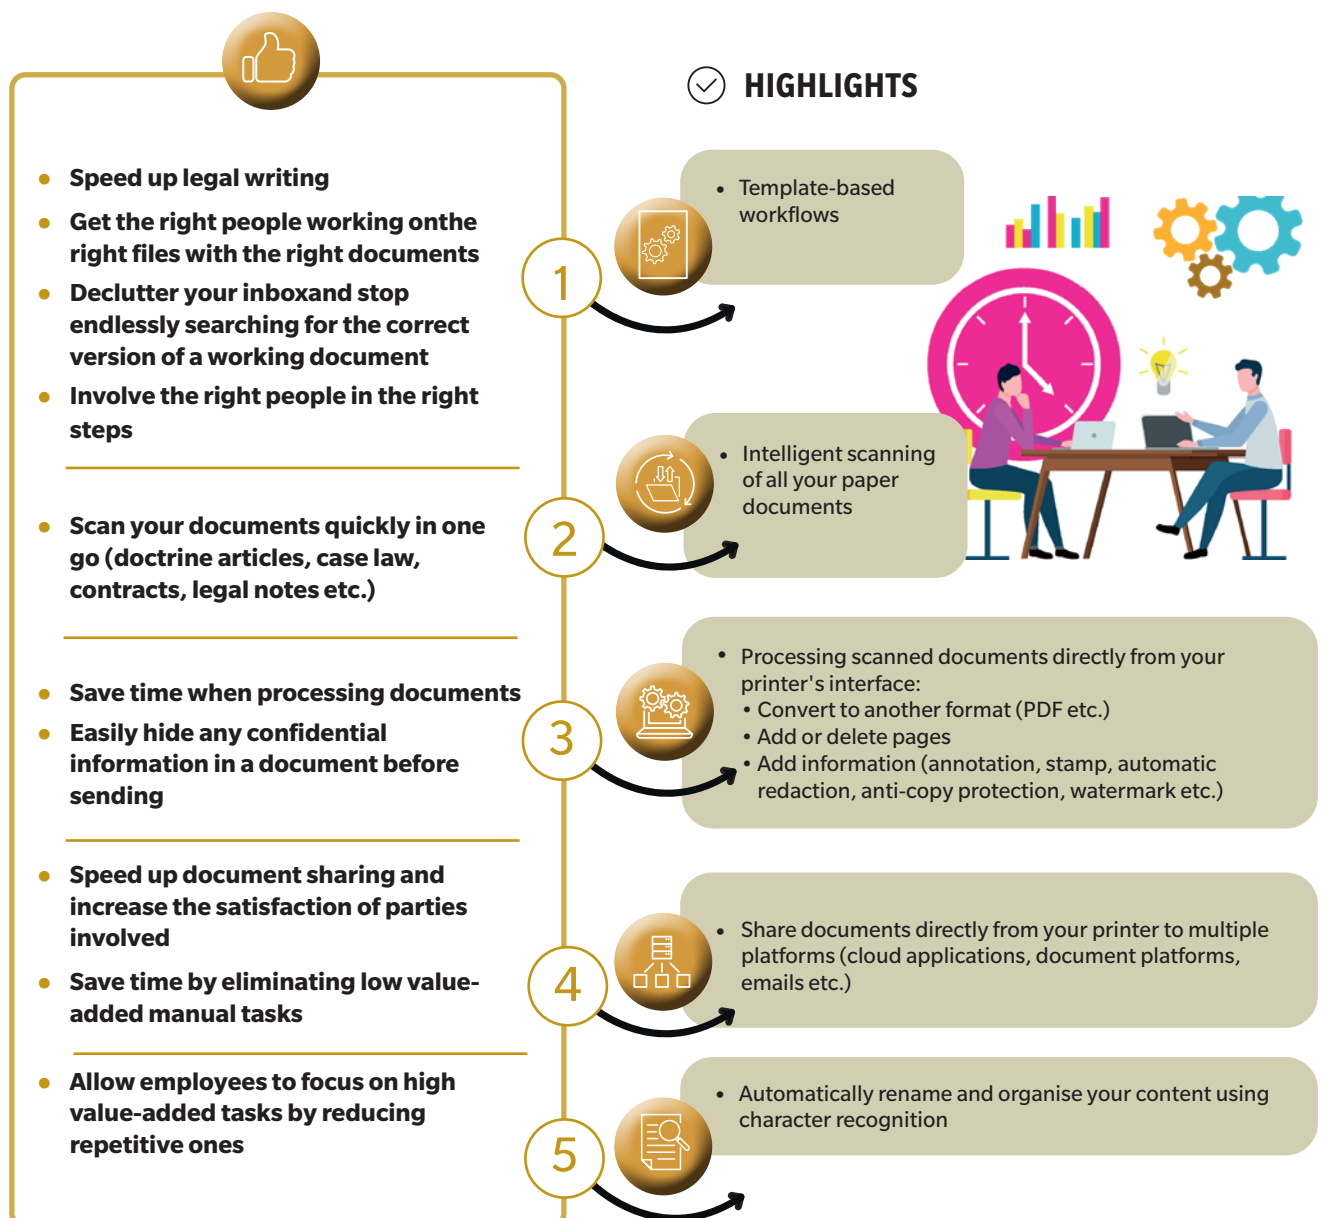 HIGHLIGHTS
• Speed up legal writing
• Get the right people working onthe
right files with the right documents
• Declutter your inboxand stop
endlessly searching for the correct
version of a working document
• Involve the right people in the right
steps
1
• Template-based
workflows
• Scan your documents quickly in one
go (doctrine articles, case law,
contracts, legal notes etc.)
2
• Intelligent scanning
of all your paper
documents
• Save time when processing documents
• Easily hide any confidential
information in a document before
sending
3
• Processing scanned documents directly from your
printer's interface:
• Convert to another format (PDF etc.)
• Add or delete pages
• Add information (annotation, stamp, automatic
redaction, anti-copy protection, watermark etc.)
• Speed up document sharing and
increase the satisfaction of parties
involved
• Save time by eliminating low value-
added manual tasks
4
• Share documents directly from your printer to multiple
platforms (cloud applications, document platforms,
emails etc.)
• Allow employees to focus on high
value-added tasks by reducing
repetitive ones
5
• Automatically rename and organise your content using
character recognition